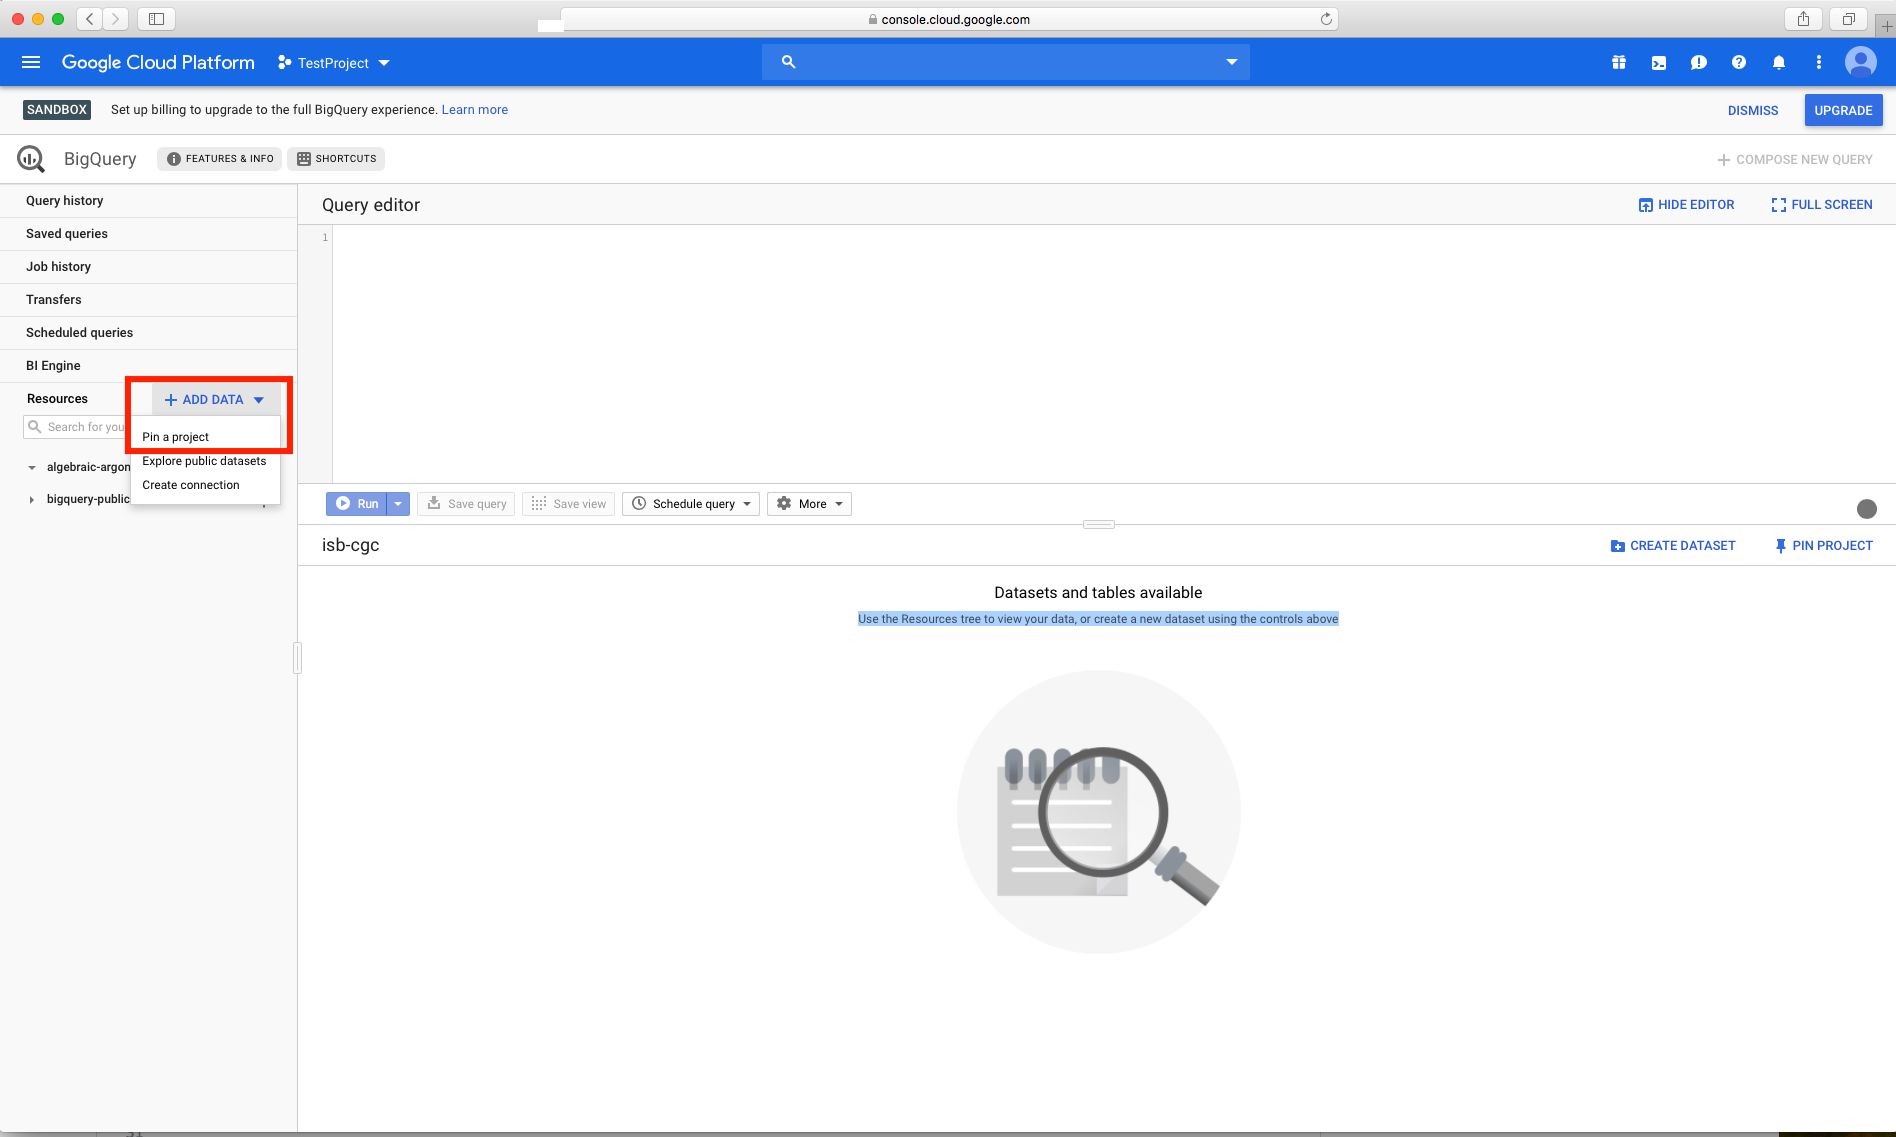 console.cloud.google.com
Google Cloud Platform TestProject
SANDBOX Set up billing to upgrade to the full BigQuery experience. Learn more DISMISS UPGRADE
BigQuery FEATURES & INFO SHORTCUTS COMPOSE NEW QUERY
Query history
Saved queries
Job history
Transfers
Scheduled queries
BI Engine
Resources ADD DATA
Search for you
Pin a project
Explore public datasets
Create connection
algebraic-argon
bigquery-public
Query editor HIDE EDITOR FULL SCREEN
1
Run Save query Save view Schedule query More
isb-cgc CREATE DATASET PIN PROJECT
Datasets and tables available
Use the Resources tree to view your data, or create a new dataset using the controls above